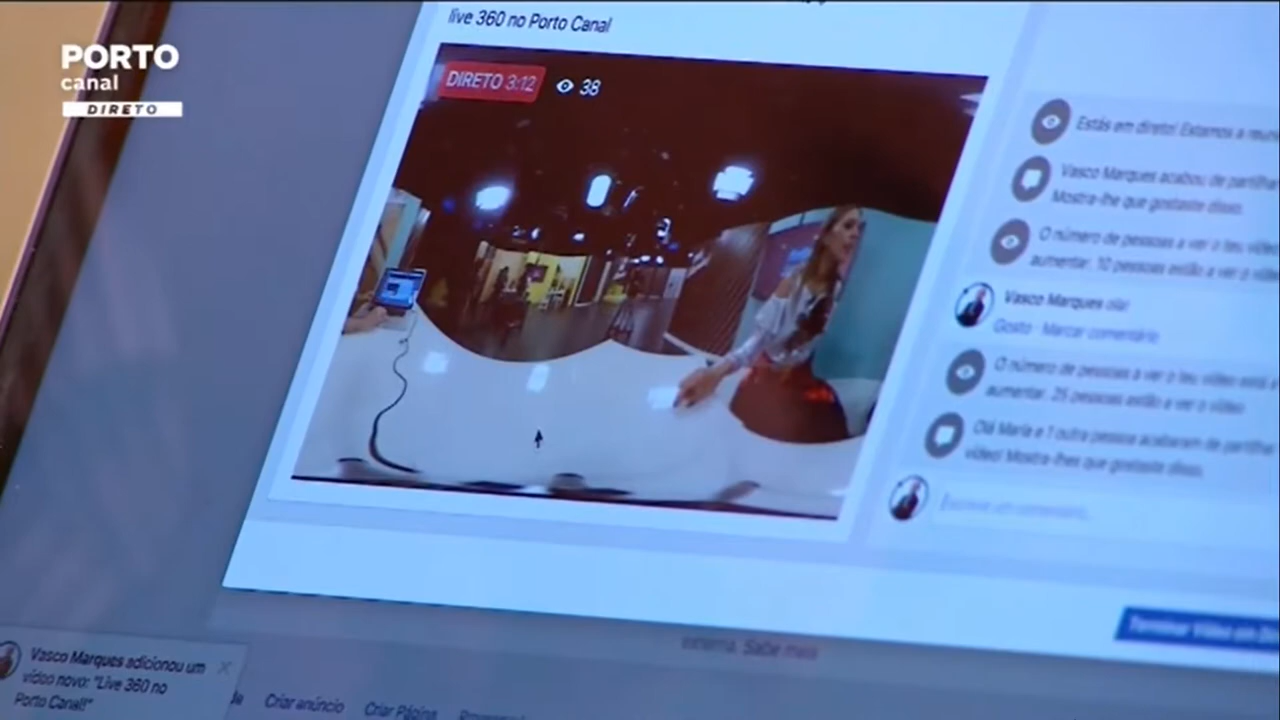 PORTO
canal
DIRETO
live 360 no Porto Canal
DIRETO 3:12
38
Estás em direto! Estamos a
Vasco Marques acabou de partilhar
Mostra-lhe que gostaste disso.
O número de pessoas a ver o teu vídeo
aumentar. 10 pessoas estão a ver o vídeo
Vasco Marques ola!
Gosto · Marcar comentário
O número de pessoas a ver o teu vídeo está a
aumentar. 25 pessoas estão a ver o vídeo
Olá Maria e 1 outra pessoa acabaram de partilhar
vídeo! Mostra-lhes que gostaste disso.
Escreve um comentário...
Terminar Vídeo em
externa. Sabe mais
Vasco Marques adicionou um
vídeo novo: "Live 360 no
Porto Canal!"
Criar anúncio
Criar Página